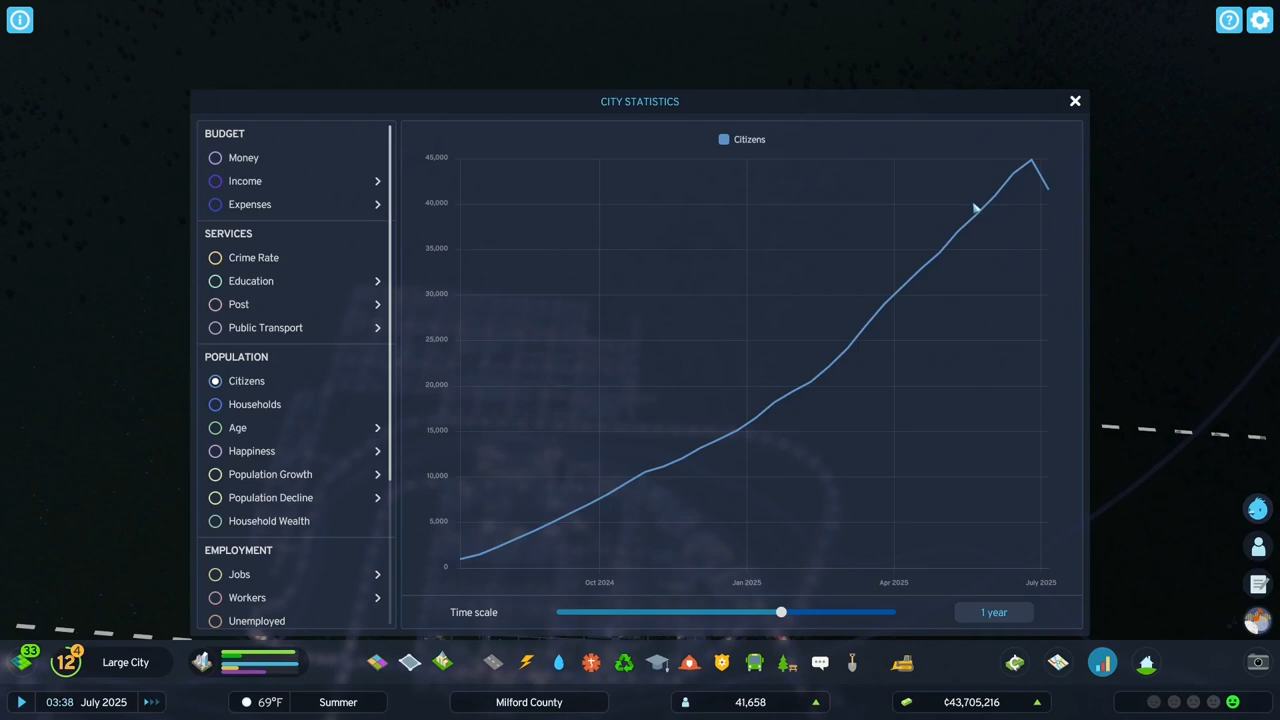 CITY STATISTICS
BUDGET
Money
Income
Expenses
SERVICES
Crime Rate
Education
Post
Public Transport
POPULATION
Citizens
Households
Age
Happiness
Population Growth
Population Decline
Household Wealth
EMPLOYMENT
Jobs
Workers
Unemployed
Citizens
45,000
40,000
35,000
30,000
25,000
20,000
15,000
10,000
5,000
0
Oct 2024
Jan 2025
Apr 2025
July 2025
Time scale
1 year
33
12
4
Large City
03:38 July 2025
69°F
Summer
Milford County
41,658
¢43,705,216